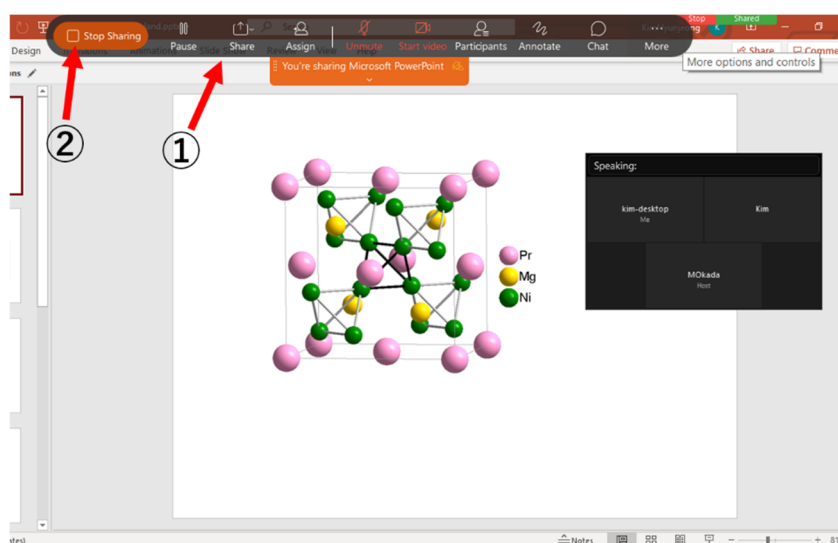 Stop Sharing
Pause
Share
Assign
Unmute
Start video
Participants
Annotate
Chat
More
Stop
Shared
K
Design
Animations
Slide Show
Review
View
Share
You're sharing Microsoft PowerPoint
More options and controls
②
①
Speaking:
kim-desktop
Me
Kim
MOkada
Host
Pr
Mg
Ni
Notes